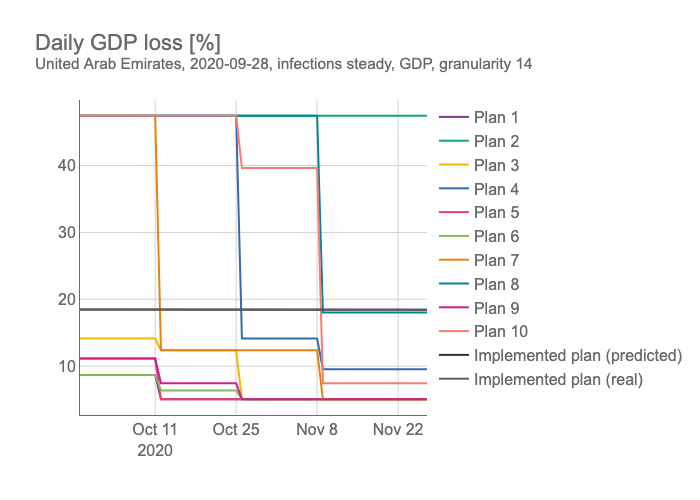 Daily GDP loss [%]
United Arab Emirates, 2020-09-28, infections steady, GDP, granularity 14
40
30
20
10
Oct 11
2020
Oct 25
Nov 8
Nov 22
Plan 1
Plan 2
Plan 3
Plan 4
Plan 5
Plan 6
Plan 7
Plan 8
Plan 9
Plan 10
Implemented plan (predicted)
Implemented plan (real)